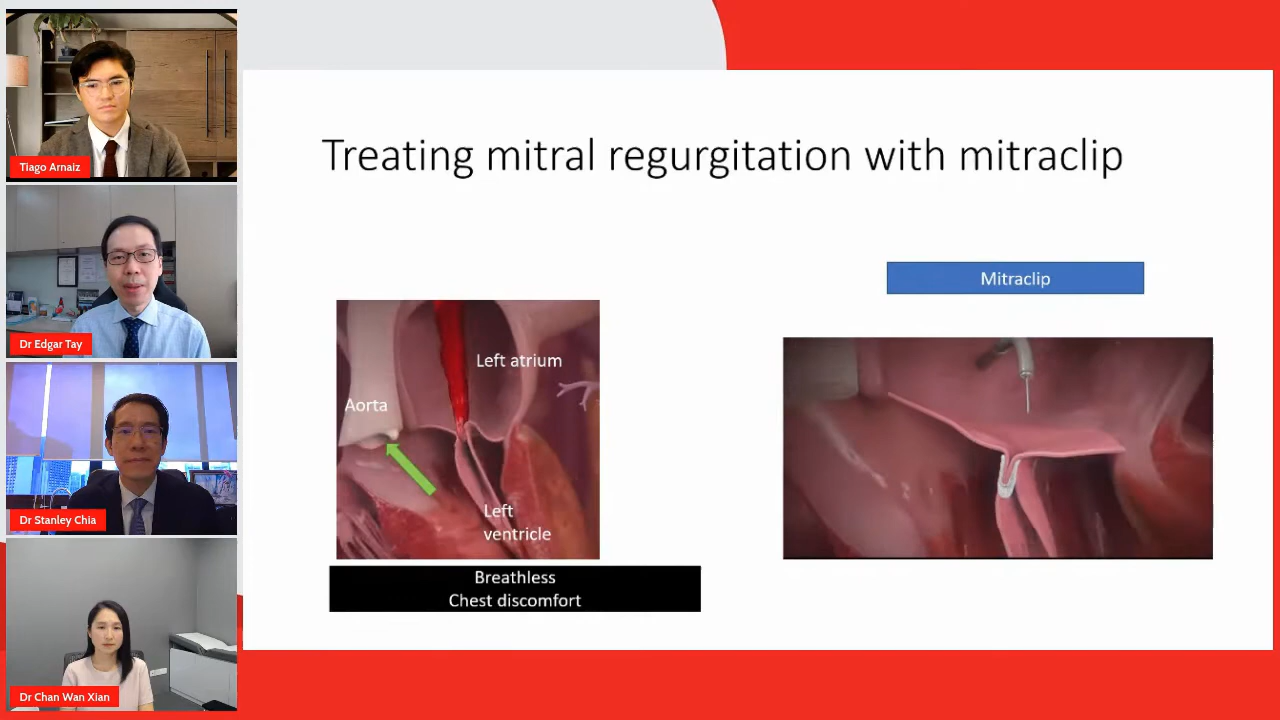 Tiago Arnaiz
Dr Edgar Tay
Dr Stanley Chia
Dr Chan Wan Xian
Treating mitral regurgitation with mitraclip
Left atrium
Aorta
Left
ventricle
Breathless
Chest discomfort
Mitraclip